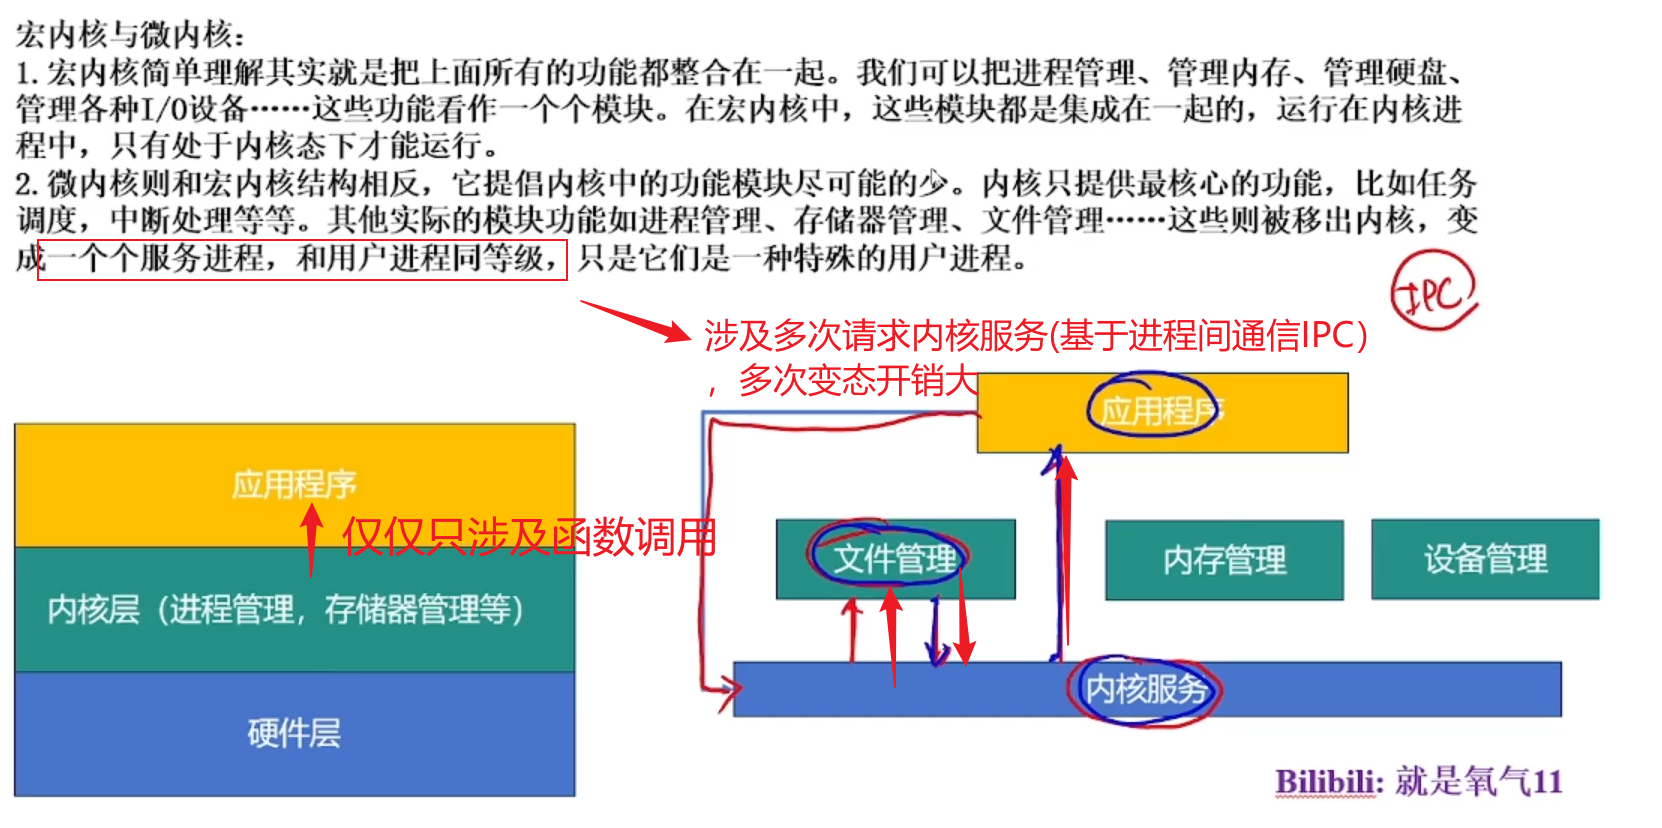 宏内核与微内核：
1. 宏内核简单理解其实就是把上面所有的功能都整合在一起。我们可以把进程管理、管理内存、管理硬盘、
管理各种I/O设备……这些功能看作一个个模块。在宏内核中，这些模块都是集成在一起的，运行在内核进
程中，只有处于内核态下才能运行。
2. 微内核则和宏内核结构相反，它提倡内核中的功能模块尽可能的少。内核只提供最核心的功能，比如任务
调度，中断处理等等。其他实际的模块功能如进程管理、存储器管理、文件管理……这些则被移出内核，变
成一个个服务进程，和用户进程同等级，只是它们是一种特殊的用户进程。
IPC
涉及多次请求内核服务(基于进程间通信IPC）
，多次变态开销大
应用程序
应用程序
仅仅只涉及函数调用
文件管理
内存管理
设备管理
内核层（进程管理，存储器管理等）
内核服务
硬件层
Bilibili: 就是氧气11